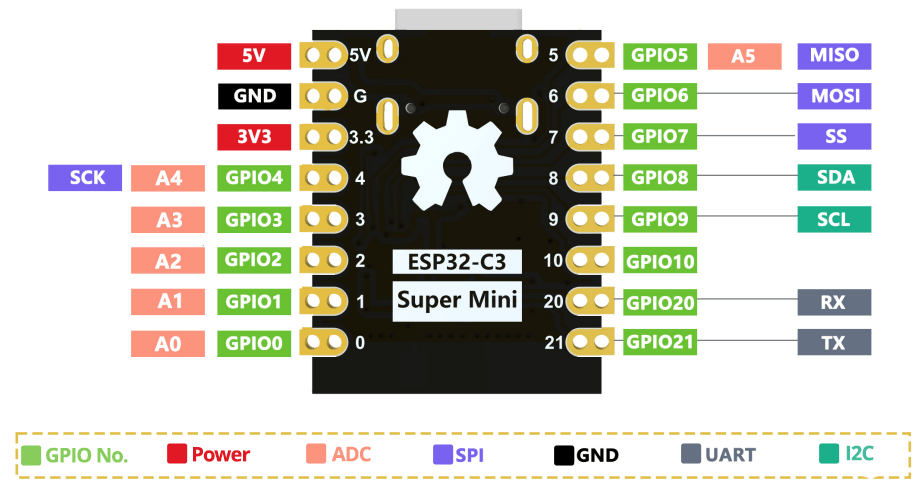 5V 5V 5 GPIO5 A5 MISO
GND G 6 GPIO6 MOSI
3V3 3.3 7 GPIO7 SS
SCK A4 GPIO4 4 8 GPIO8 SDA
A3 GPIO3 3 9 GPIO9 SCL
A2 GPIO2 2 10 GPIO10
ESP32-C3
A1 GPIO1 1 20 GPIO20 RX
Super Mini
A0 GPIO0 0 21 GPIO21 TX
GPIO No. Power ADC SPI GND UART I2C